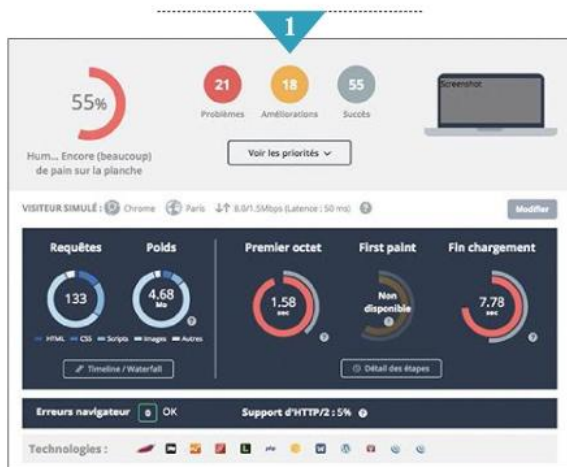 1
55%
Hum... Encore (beaucoup)
de pain sur la planche
21
Problèmes
18
Améliorations
55
Succès
Voir les priorités
Screenshot
VISITEUR SIMULÉ : Chrome Paris 8.0/1.5Mbps (Latence : 50 ms) ?
Modifier
Requêtes
133
Poids
4.68
Mo
?
HTML CSS Scripts Images Autres
Timeline / Waterfall
Premier octet
1.58
sec
?
First paint
Non
disponible
?
Fin chargement
7.78
sec
?
Détail des étapes
Erreurs navigateur 0 OK Support d'HTTP/2 : 5% ?
Technologies :
php